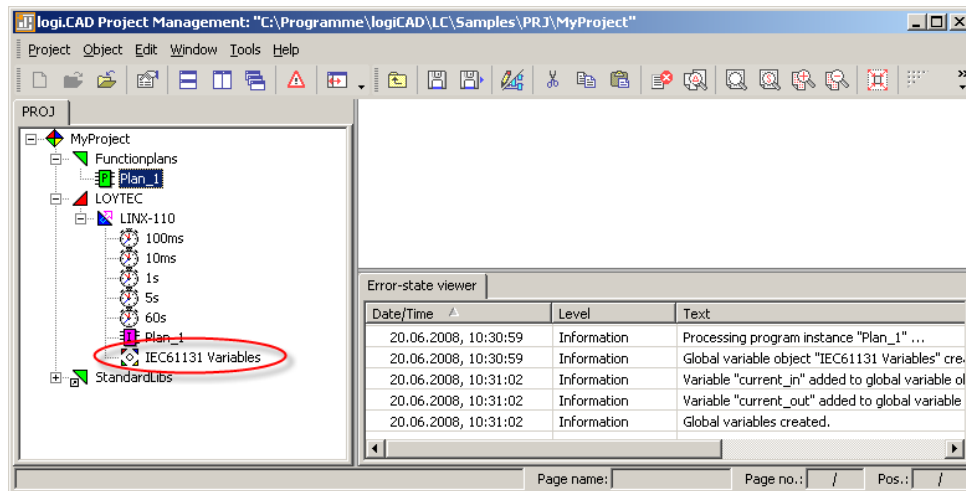 logi.CAD Project Management: "C:\Programme\logiCAD\LC\Samples\PRJ\MyProject"
Project Object Edit Window Tools Help
PROJ
MyProject
Functionplans
P Plan_1
LOYTEC
LINX-110
100ms
10ms
1s
5s
60s
I Plan_1
IEC61131 Variables
StandardLibs
Error-state viewer
Date/Time Level Text
20.06.2008, 10:30:59 Information Processing program instance "Plan_1" ...
20.06.2008, 10:30:59 Information Global variable object "IEC61131 Variables" cre
20.06.2008, 10:31:02 Information Variable "current_in" added to global variable ol
20.06.2008, 10:31:02 Information Variable "current_out" added to global variable
20.06.2008, 10:31:02 Information Global variables created.
Page name: Page no.: / Pos.: /